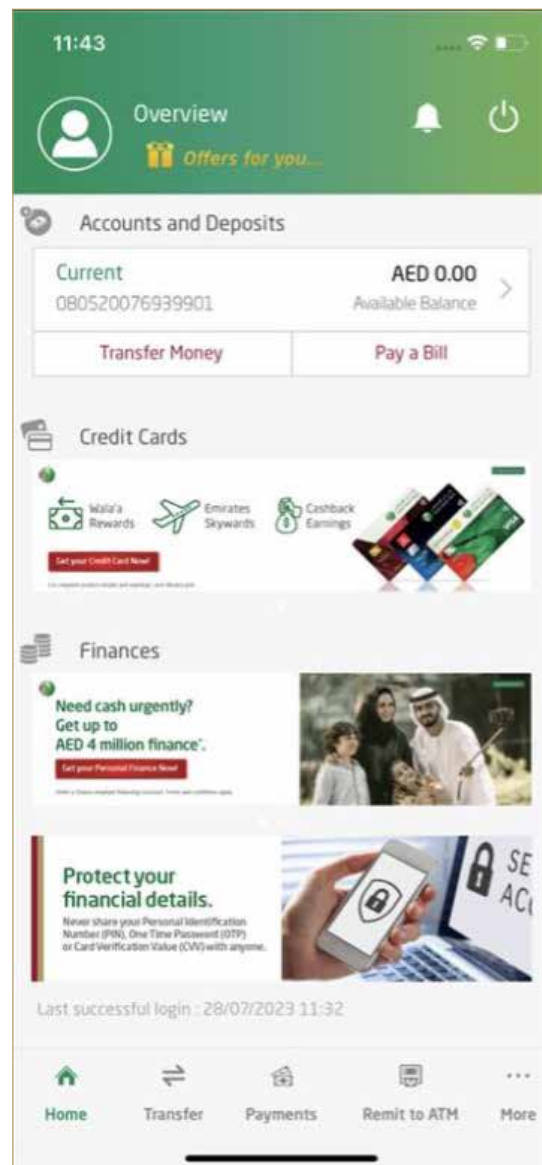 11:43
Overview
Offers for you...
Accounts and Deposits
Current
AED 0.00
080520076939901
Available Balance
Transfer Money
Pay a Bill
Credit Cards
Wala'a
Rewards
Emirates
Skywards
Cashback
Earnings
Get your Credit Card Now!
VISA
Finances
Need cash urgently?
Get up to
AED 4 million finance*.
Get your Personal Finance Now!
Protect your
financial details.
Never share your Personal Identification
Number (PIN), One Time Password (OTP)
or Card Verification Value (CVV) with anyone.
SE
ACC
Last successful login : 28/07/2023 11:32
Home
Transfer
Payments
Remit to ATM
More